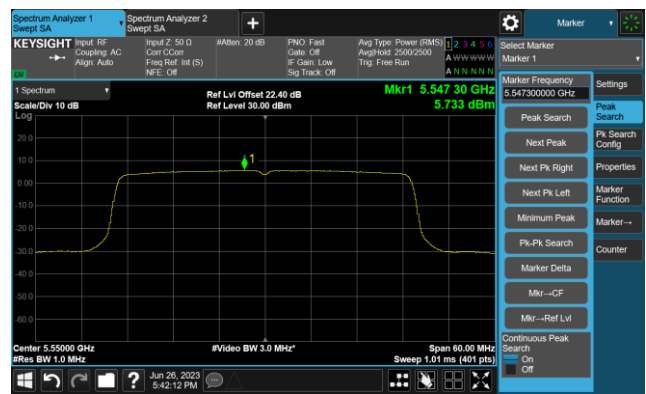 Spectrum Analyzer 1
Swept SA
Spectrum Analyzer 2
Swept SA
+
Marker
KEYSIGHT
Input: RF
Coupling: AC
Align: Auto
Input Z: 50 Ω
Corr CCorr
Freq Ref: Int (S)
NFE: Off
#Atten: 20 dB
PNO: Fast
Gate: Off
IF Gain: Low
Sig Track: Off
Avg Type: Power (RMS)
Avg|Hold: 2500/2500
Trig: Free Run
1 2 3 4 5 6
A W W W W W
A N N N N N
Select Marker
Marker 1
LXI
1 Spectrum
Scale/Div 10 dB
Log
Ref Lvl Offset 22.40 dB
Ref Level 30.00 dBm
Mkr1 5.547 30 GHz
5.733 dBm
20.0
10.0
0.00
-10.0
-20.0
-30.0
-40.0
-50.0
-60.0
1
Center 5.55000 GHz
#Res BW 1.0 MHz
#Video BW 3.0 MHz*
Span 60.00 MHz
Sweep 1.01 ms (401 pts)
Marker Frequency
5.547300000 GHz
Peak Search
Next Peak
Next Pk Right
Next Pk Left
Minimum Peak
Pk-Pk Search
Marker Delta
Mkr→CF
Mkr→Ref Lvl
Continuous Peak
Search
On
Off
Settings
Peak
Search
Pk Search
Config
Properties
Marker
Function
Marker→
Counter
?
Jun 26, 2023
5:42:12 PM